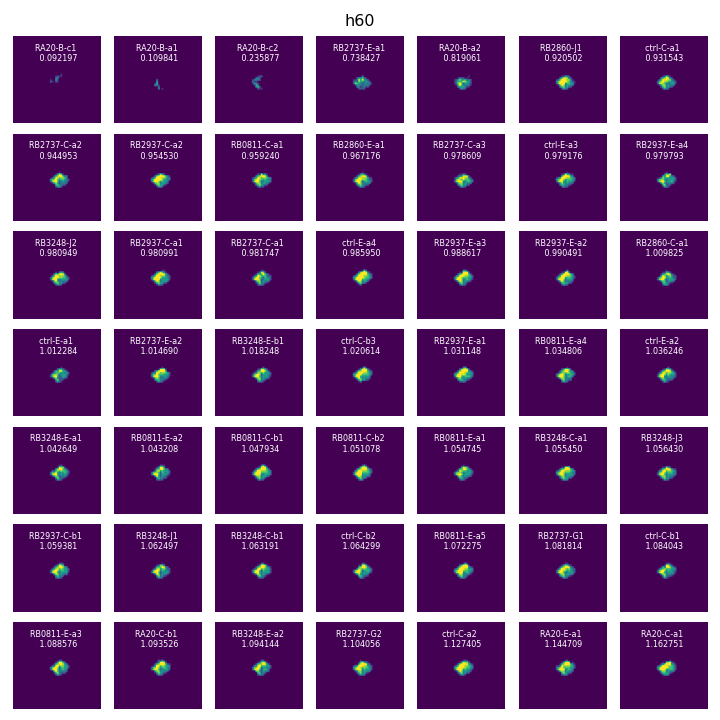 h60
RA20-B-c1
0.092197
RA20-B-a1
0.109841
RA20-B-c2
0.235877
RB2737-E-a1
0.738427
RA20-B-a2
0.819061
RB2860-J1
0.920502
ctrl-C-a1
0.931543
RB2737-C-a2
0.944953
RB2937-C-a2
0.954530
RB0811-C-a1
0.959240
RB2860-E-a1
0.967176
RB2737-C-a3
0.978609
ctrl-E-a3
0.979176
RB2937-E-a4
0.979793
RB3248-J2
0.980949
RB2937-C-a1
0.980991
RB2737-C-a1
0.981747
ctrl-E-a4
0.985950
RB2937-E-a3
0.988617
RB2937-E-a2
0.990491
RB2860-C-a1
1.009825
ctrl-E-a1
1.012284
RB2737-E-a2
1.014690
RB3248-E-b1
1.018248
ctrl-C-b3
1.020614
RB2937-E-a1
1.031148
RB0811-E-a4
1.034806
ctrl-E-a2
1.036246
RB3248-E-a1
1.042649
RB0811-E-a2
1.043208
RB0811-C-b1
1.047934
RB0811-C-b2
1.051078
RB0811-E-a1
1.054745
RB3248-C-a1
1.055450
RB3248-J3
1.056430
RB2937-C-b1
1.059381
RB3248-J1
1.062497
RB3248-C-b1
1.063191
ctrl-C-b2
1.064299
RB0811-E-a5
1.072275
RB2737-G1
1.081814
ctrl-C-b1
1.084043
RB0811-E-a3
1.088576
RA20-C-b1
1.093526
RB3248-E-a2
1.094144
RB2737-G2
1.104056
ctrl-C-a2
1.127405
RA20-E-a1
1.144709
RA20-C-a1
1.162751